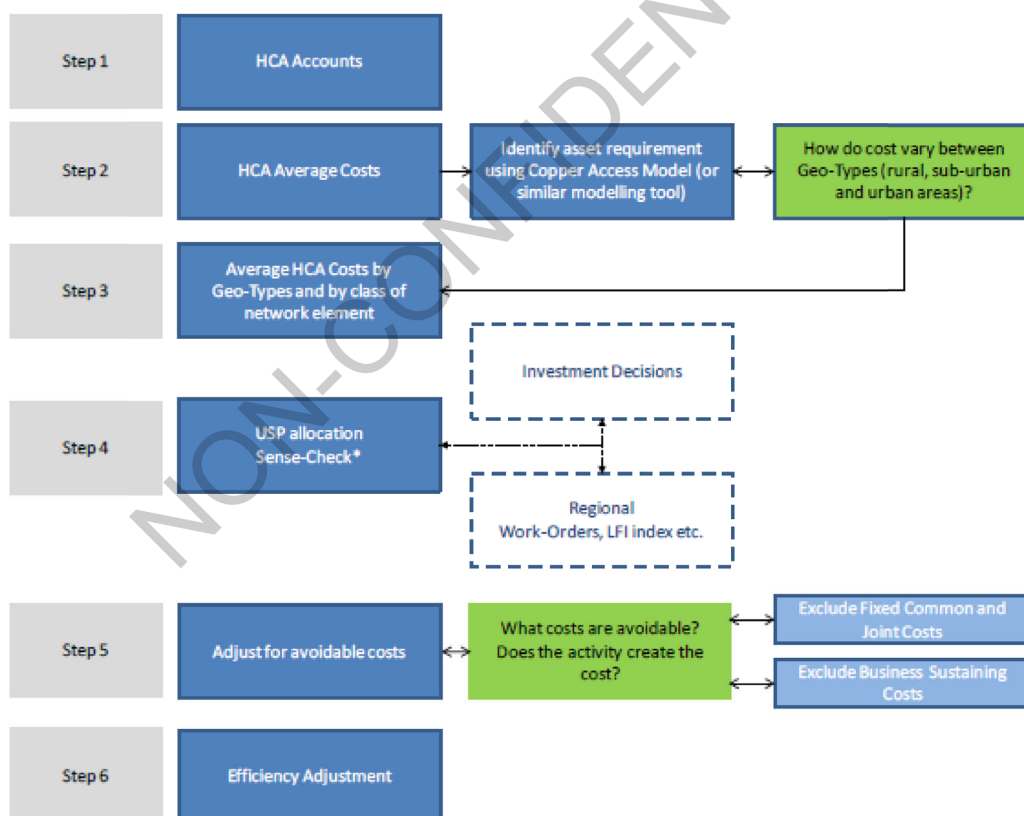 Step 1
HCA Accounts
Step 2
HCA Average Costs
Identify asset requirement
using Copper Access Model (or
similar modelling tool)
How do cost vary between
Geo-Types (rural, sub-urban
and urban areas)?
Step 3
Average HCA Costs by
Geo-Types and by class of
network element
Investment Decisions
Step 4
USP allocation
Sense-Check*
Regional
Work-Orders, LFI index etc.
Step 5
Adjust for avoidable costs
What costs are avoidable?
Does the activity create the
cost?
Exclude Fixed Common and
Joint Costs
Exclude Business Sustaining
Costs
Step 6
Efficiency Adjustment
NON-CONFIDEN